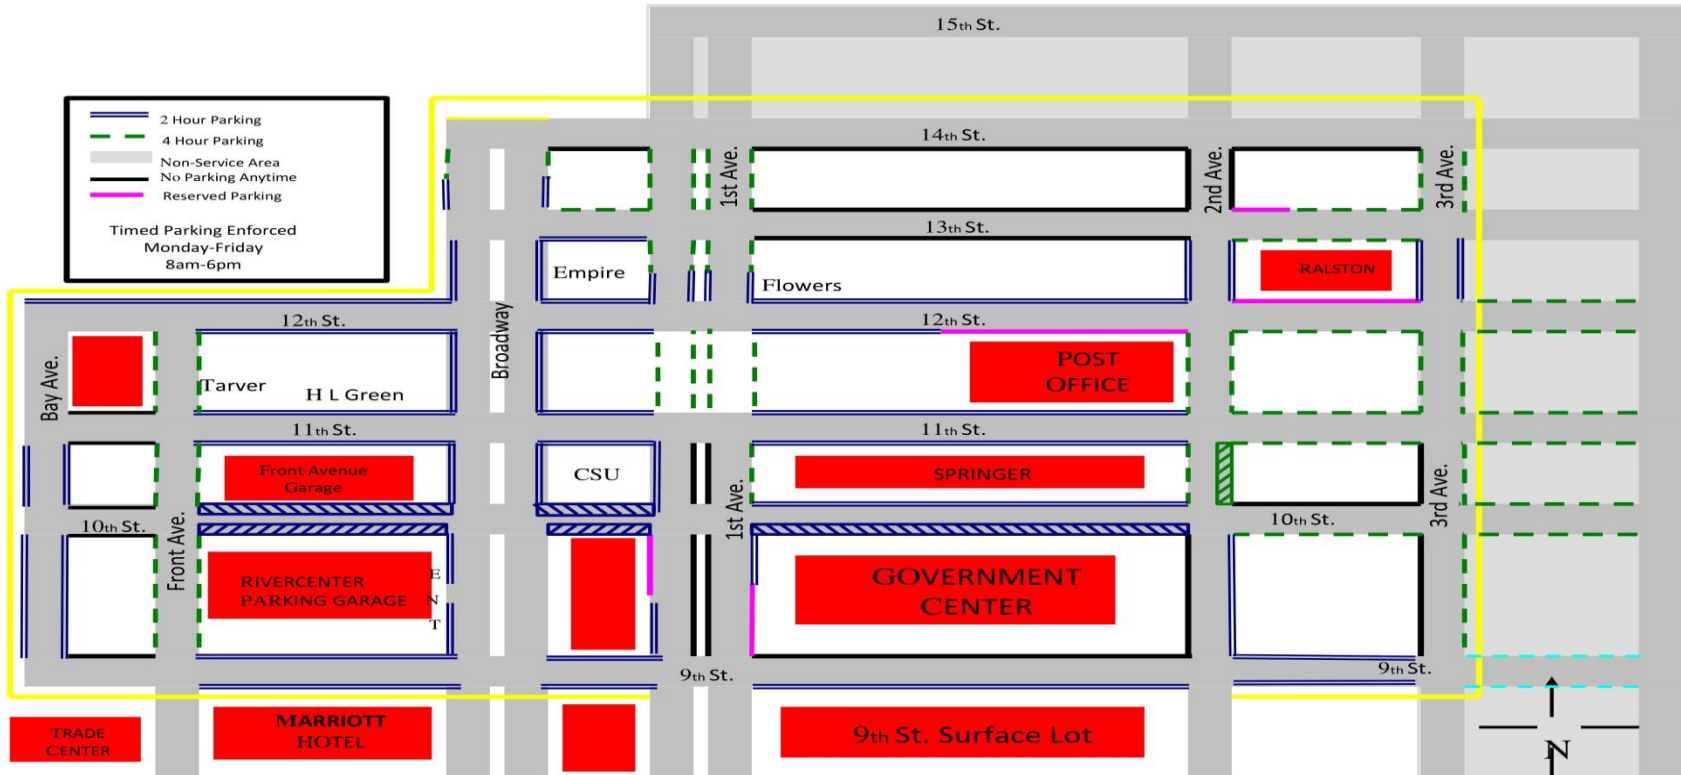 15th St.
2 Hour Parking
4 Hour Parking
Non-Service Area
No Parking Anytime
Reserved Parking
Timed Parking Enforced
Monday-Friday
8am-6pm
14th St.
1st Ave.
2nd Ave.
3rd Ave.
13th St.
Empire
Flowers
RALSTON
12th St.
12th St.
Bay Ave.
Broadway
Tarver
H L Green
POST
OFFICE
11th St.
11th St.
Front Avenue
Garage
CSU
SPRINGER
10th St.
Front Ave.
1st Ave.
10th St.
3rd Ave.
RIVERCENTER
PARKING GARAGE
E
N
T
GOVERNMENT
CENTER
9th St.
9th St.
TRADE
CENTER
MARRIOTT
HOTEL
9th St. Surface Lot
N